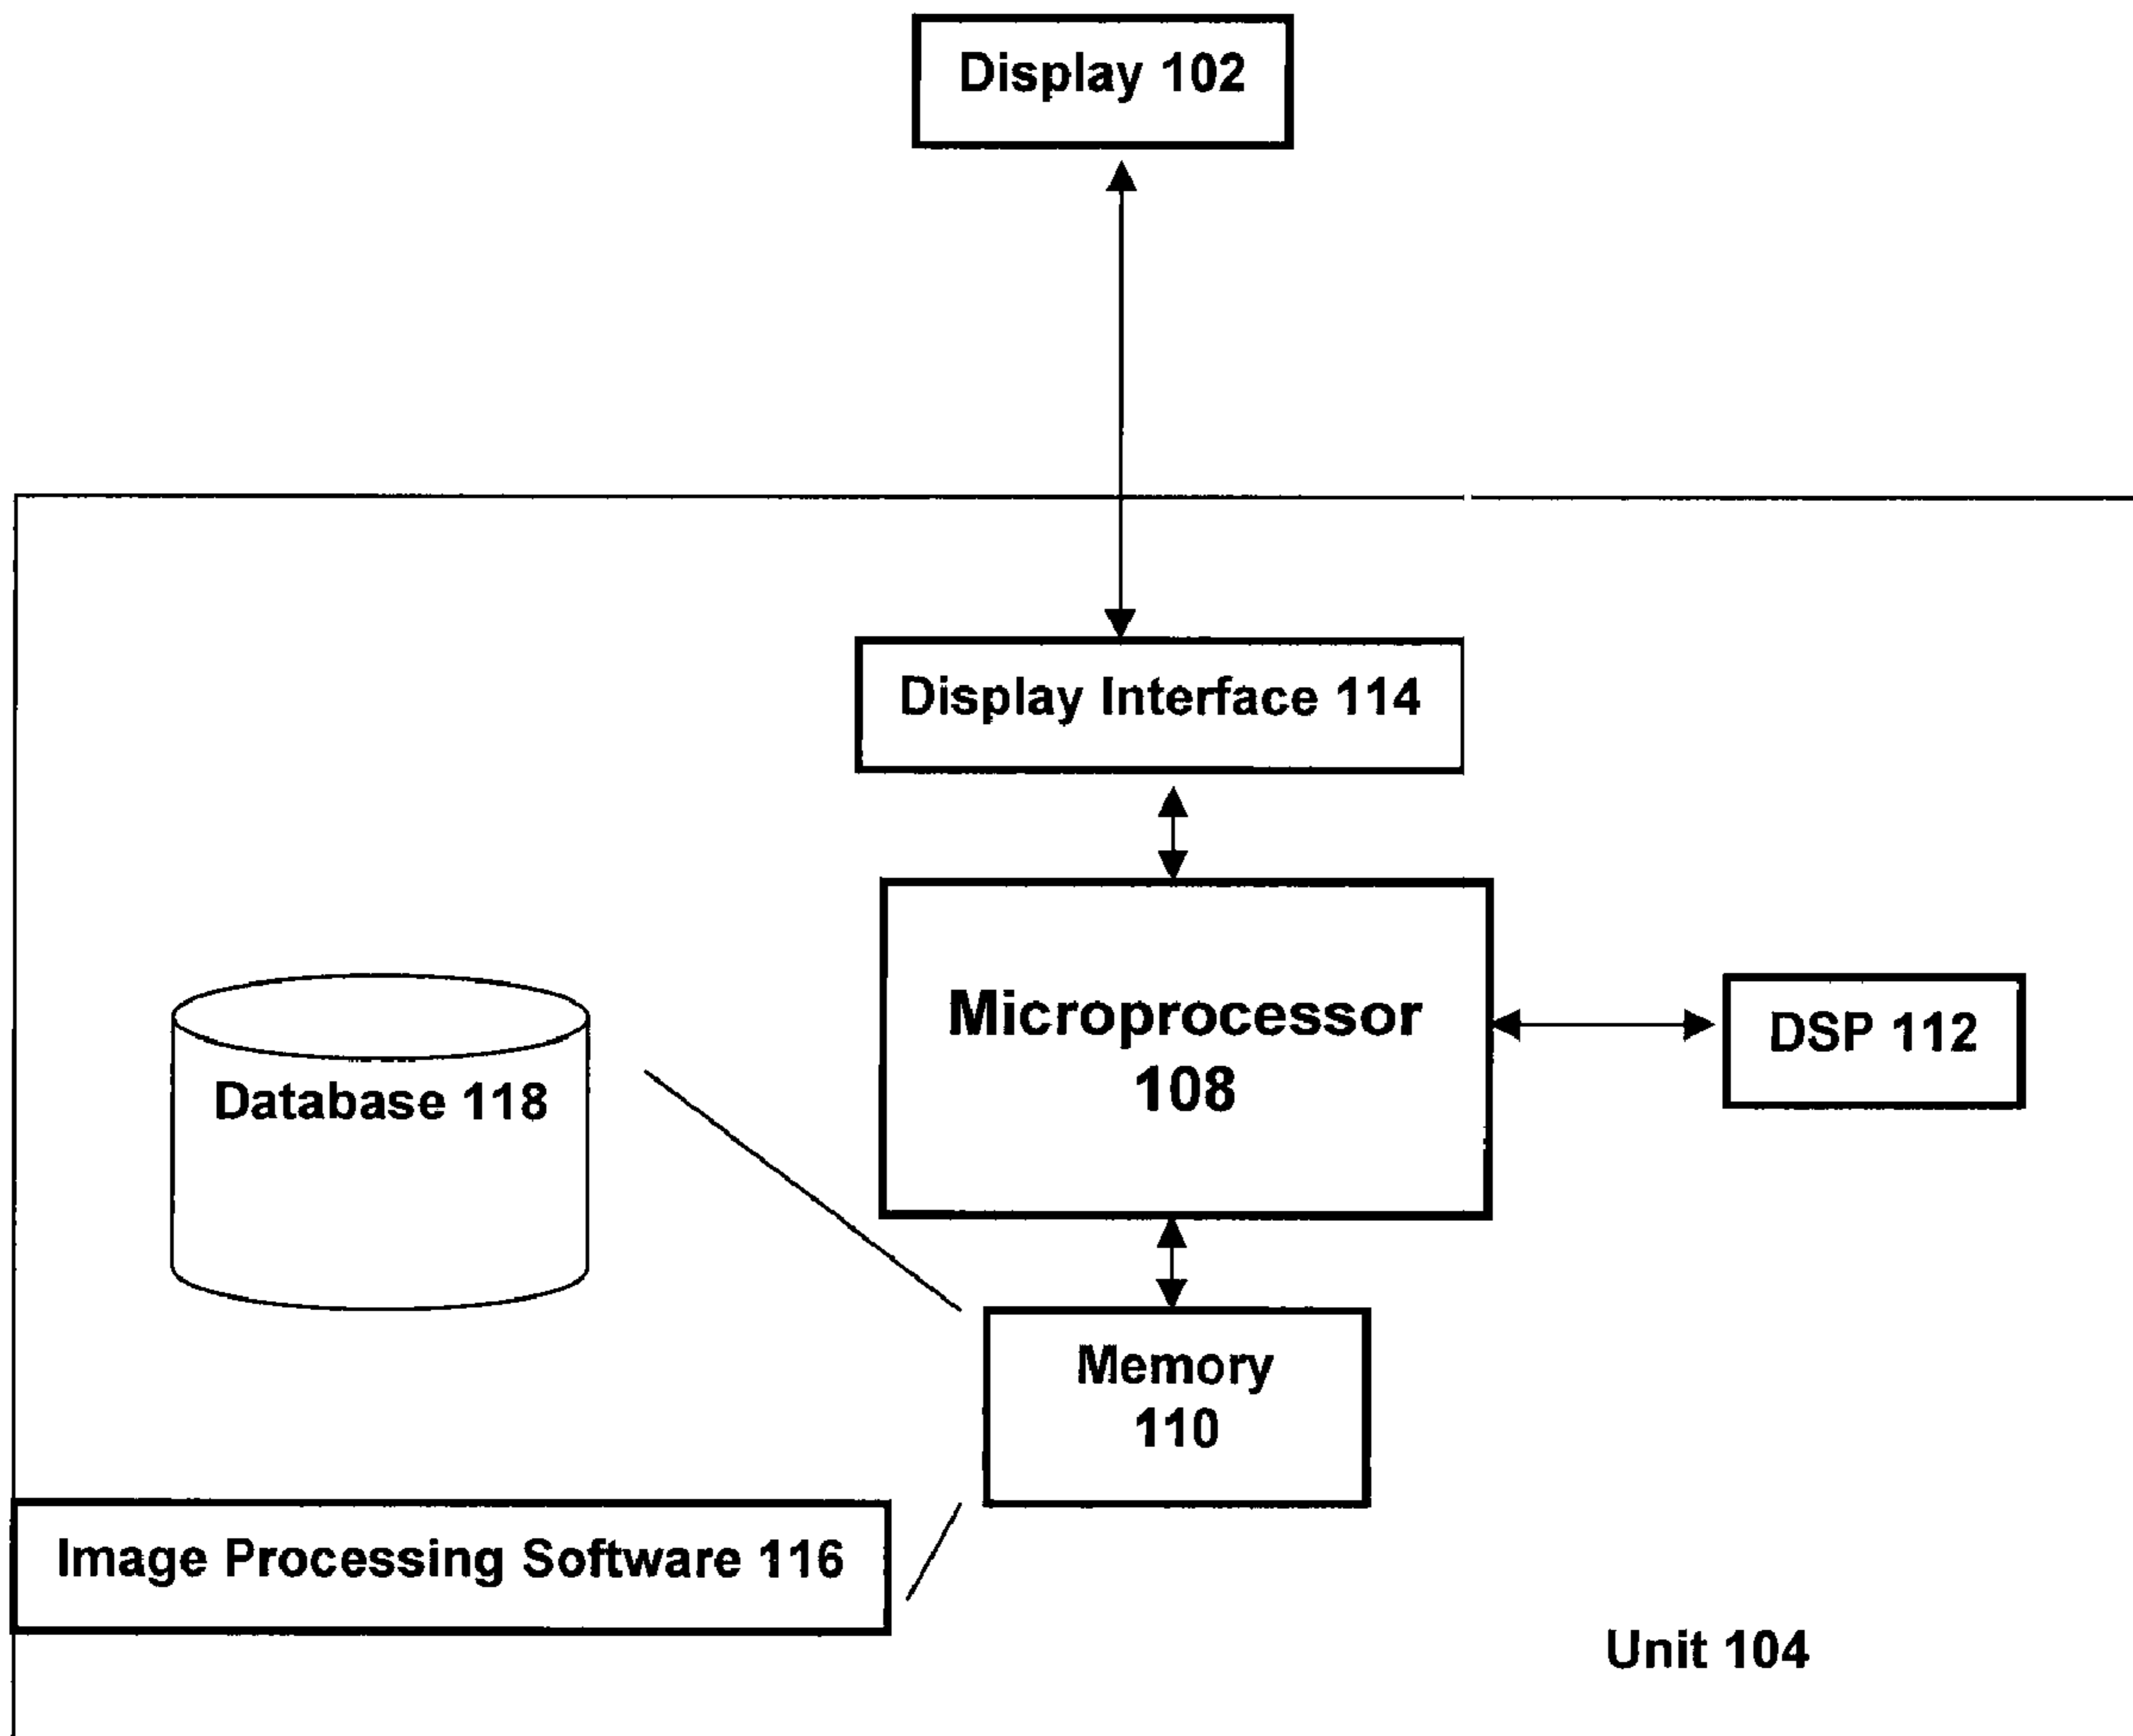 Display 102
Display Interface 114
Microprocessor
108
DSP 112
Database 118
Memory
110
Image Processing Software 116
Unit 104